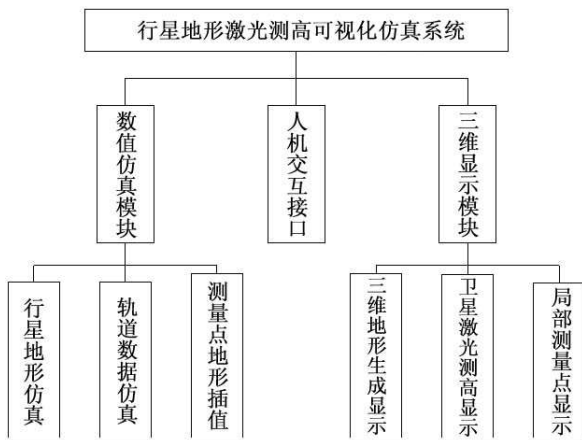 行星地形激光测高可视化仿真系统
数值仿真模块
人机交互接口
三维显示模块
行星地形仿真
轨道数据仿真
测量点地形插值
三维地形生成显示
卫星激光测高显示
局部测量点显示